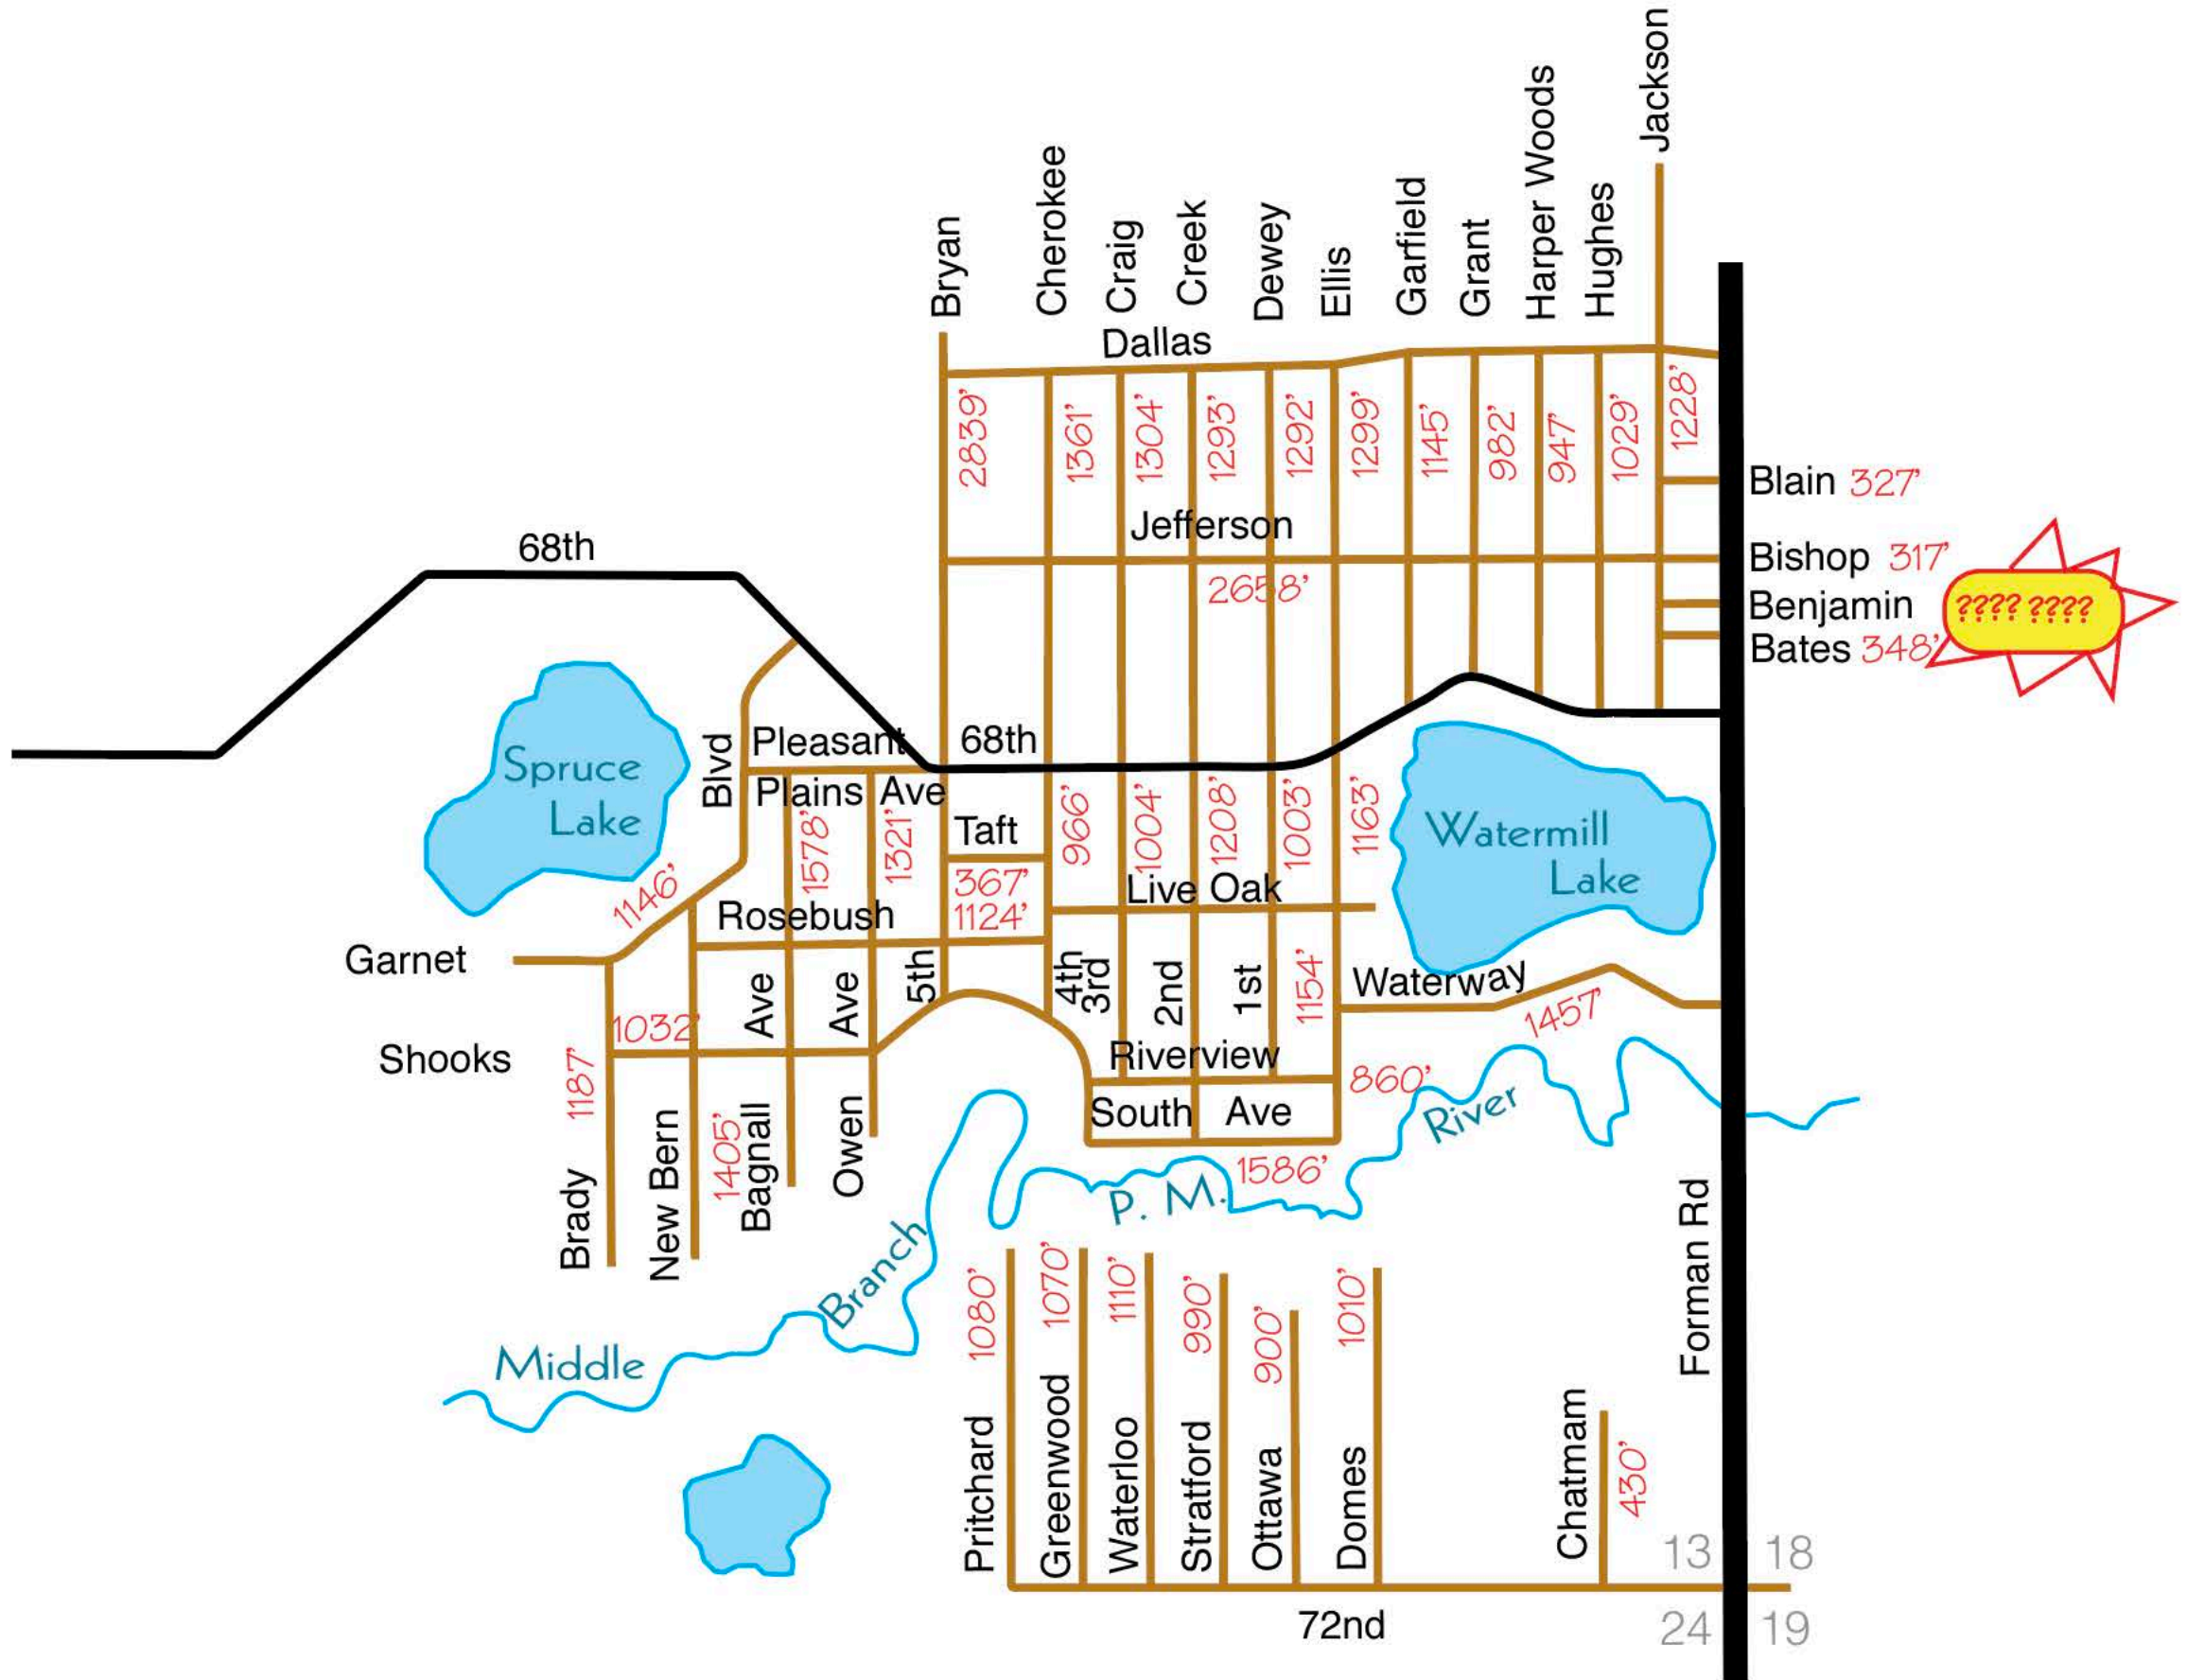 Jackson
Harper Woods
Cherokee
Garfield
Hughes
Creek
Dewey
Bryan
Craig
Grant
Ellis
Dallas
2839'
1361'
1304'
1293'
1292'
1299'
1145'
982'
947'
1029'
1228'
Blain 327'
Jefferson
2658'
Bishop 317'
Benjamin
???? ????
Bates 348'
68th
68th
Pleasant
Plains Ave
Blvd
Spruce
Lake
1578'
1321'
Taft
367'
1124'
966'
1004'
1208'
1003'
1163'
Watermill
Lake
Live Oak
1146'
Rosebush
Garnet
Ave
Ave
5th
4th
3rd
2nd
1st
1154'
Waterway
1457'
1032'
Shooks
1187'
Riverview
860'
South Ave
River
1586'
P. M.
Brady
New Bern
1405'
Bagnall
Owen
Branch
Middle
1080'
1070'
1110'
990'
900'
1010'
Pritchard
Greenwood
Waterloo
Stratford
Ottawa
Domes
Chatmam
430'
Forman Rd
13 18
72nd
24 19